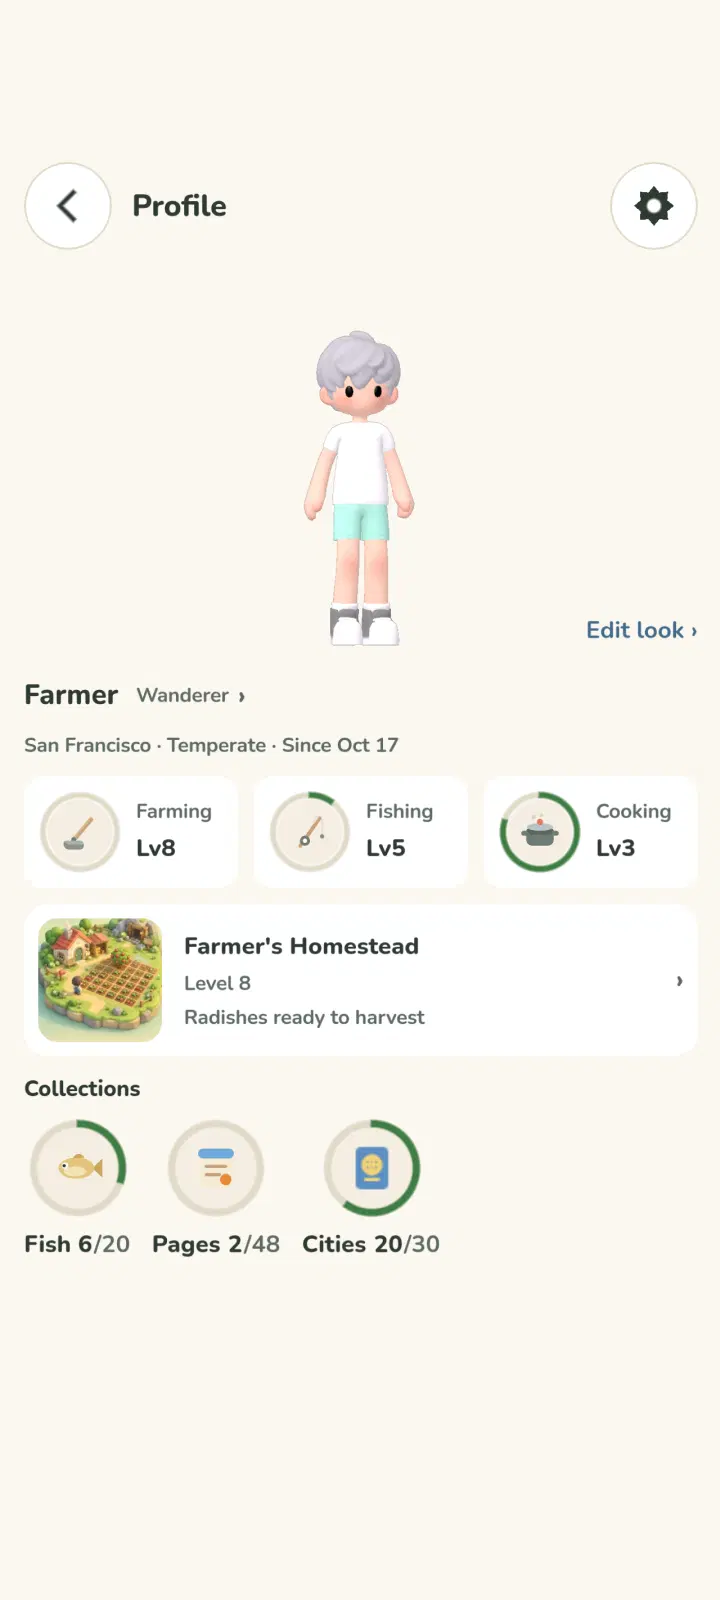 Profile
Edit look ›
Farmer Wanderer ›
San Francisco · Temperate · Since Oct 17
Farming
Lv8
Fishing
Lv5
Cooking
Lv3
Farmer's Homestead
Level 8
Radishes ready to harvest
›
Collections
Fish 6/20
Pages 2/48
Cities 20/30